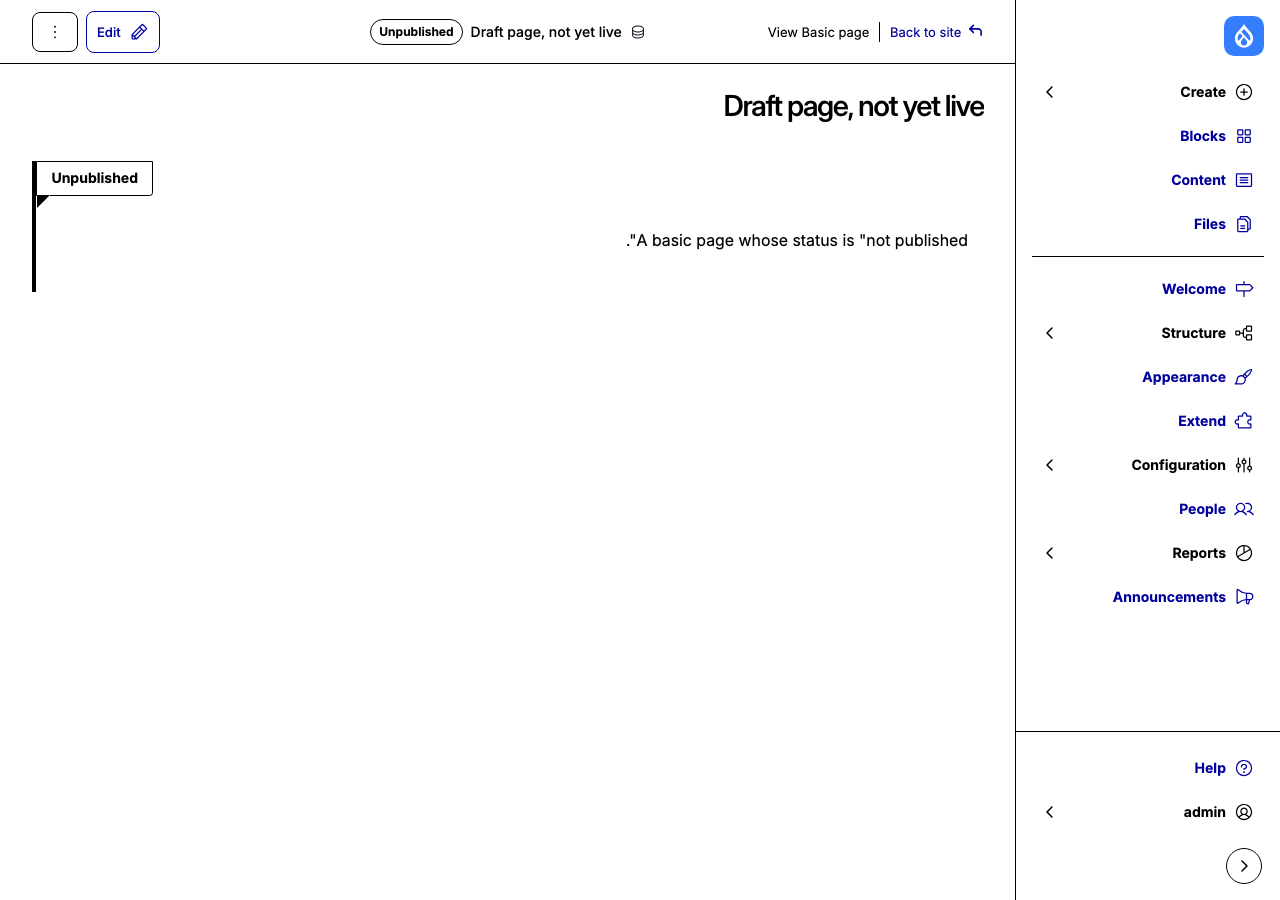 Edit
Unpublished
Draft page, not yet live
View Basic page
Back to site
Draft page, not yet live
Unpublished
."A basic page whose status is "not published
Create
Blocks
Content
Files
Welcome
Structure
Appearance
Extend
Configuration
People
Reports
Announcements
Help
admin